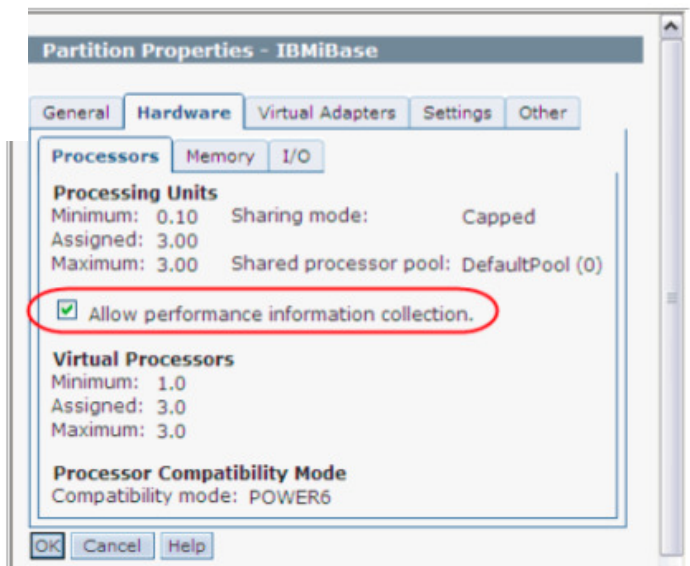 Partition Properties - IBMiBase
General Hardware Virtual Adapters Settings Other
Processors Memory I/O
Processing Units
Minimum: 0.10 Sharing mode: Capped
Assigned: 3.00
Maximum: 3.00 Shared processor pool: DefaultPool (0)
Allow performance information collection.
Virtual Processors
Minimum: 1.0
Assigned: 3.0
Maximum: 3.0
Processor Compatibility Mode
Compatibility mode: POWER6
OK Cancel Help